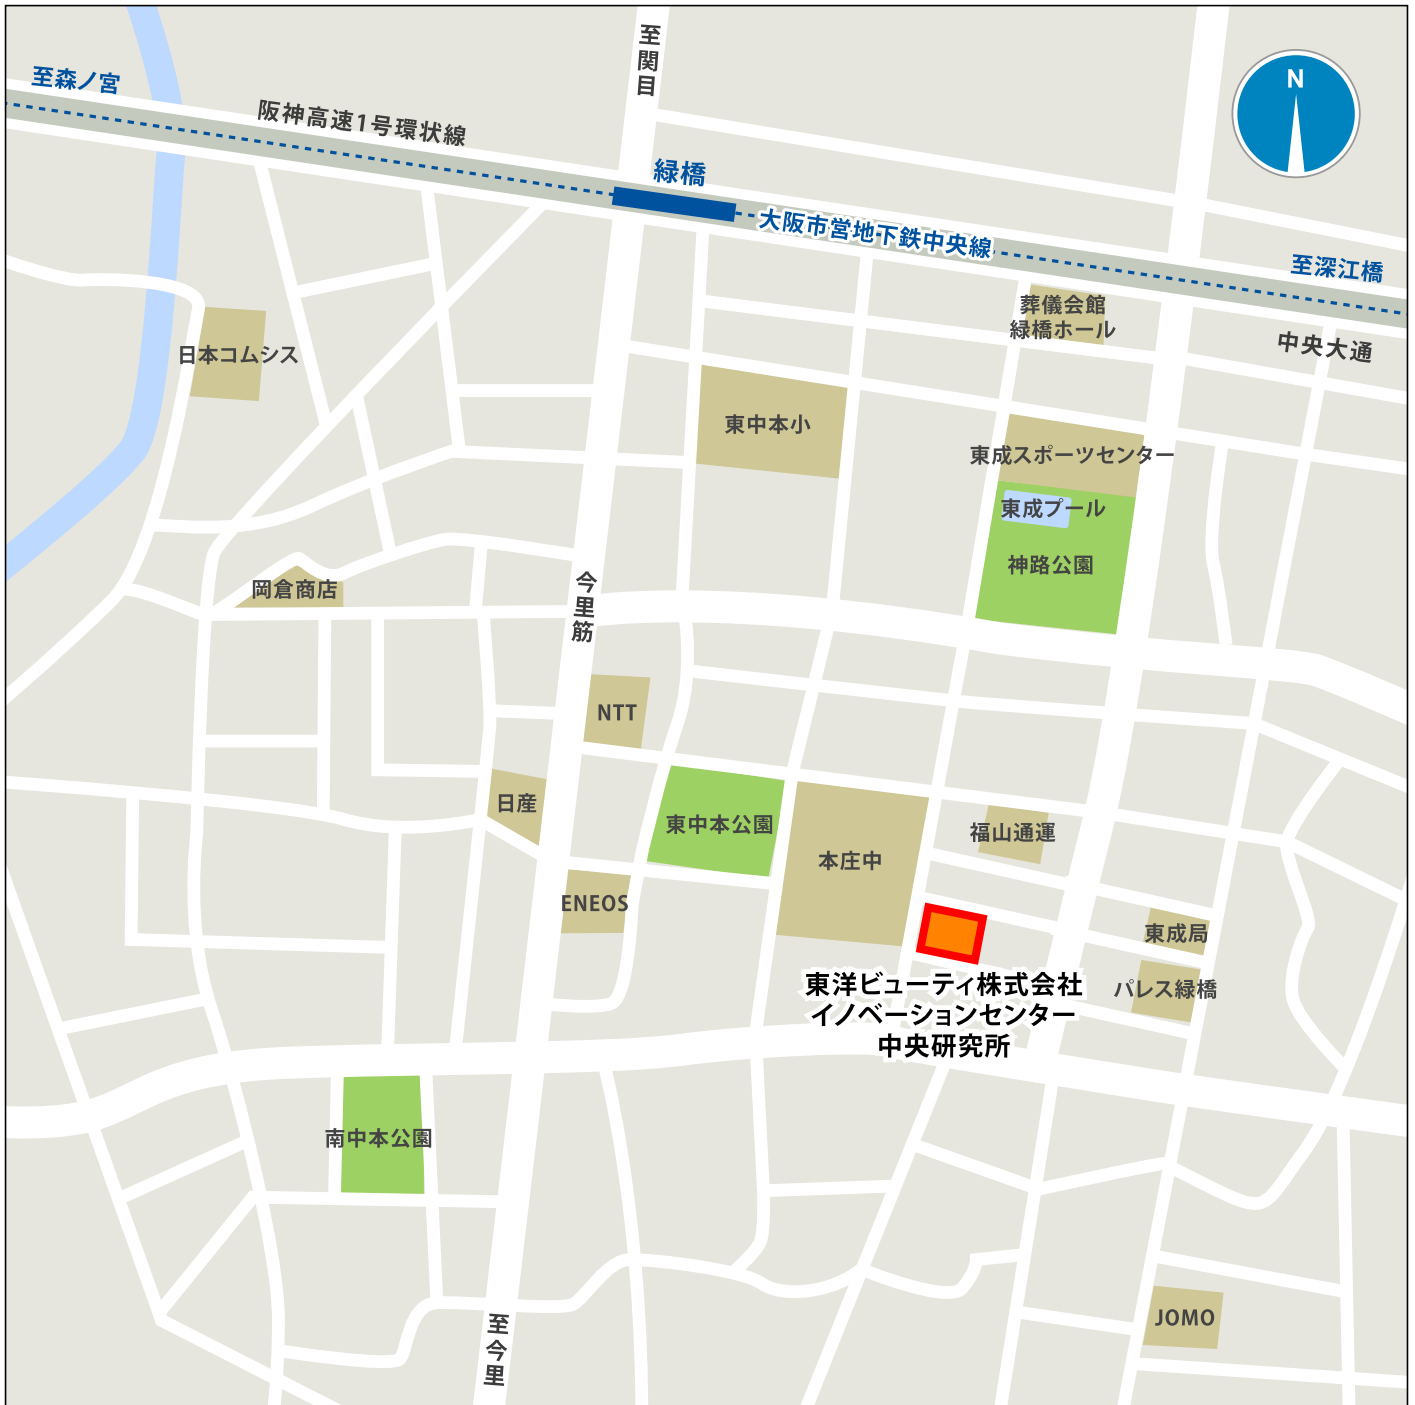 至関目
N
至森ノ宮
阪神高速1号環状線
緑橋
大阪市営地下鉄中央線
至深江橋
葬儀会館
緑橋ホール
中央大通
日本コムシス
東中本小
東成スポーツセンター
東成プール
神路公園
岡倉商店
今里筋
NTT
日産
東中本公園
本庄中
福山通運
ENEOS
東成局
東洋ビューティ株式会社
イノベーションセンター
中央研究所
パレス緑橋
南中本公園
JOMO
至今里